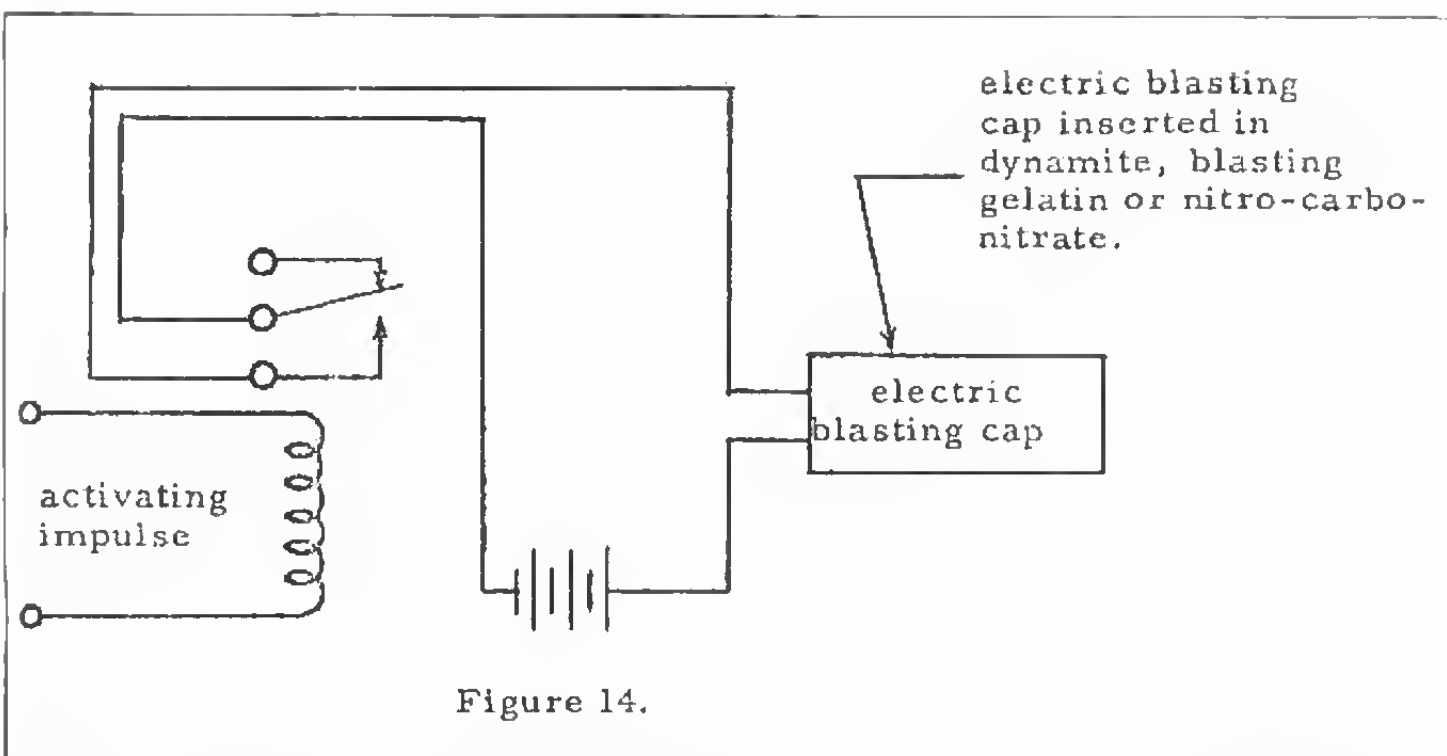 electric blasting
cap inserted in
dynamite, blasting
gelatin or nitro-carbo-
nitrate.
electric
blasting cap
activating
impulse
Figure 14.